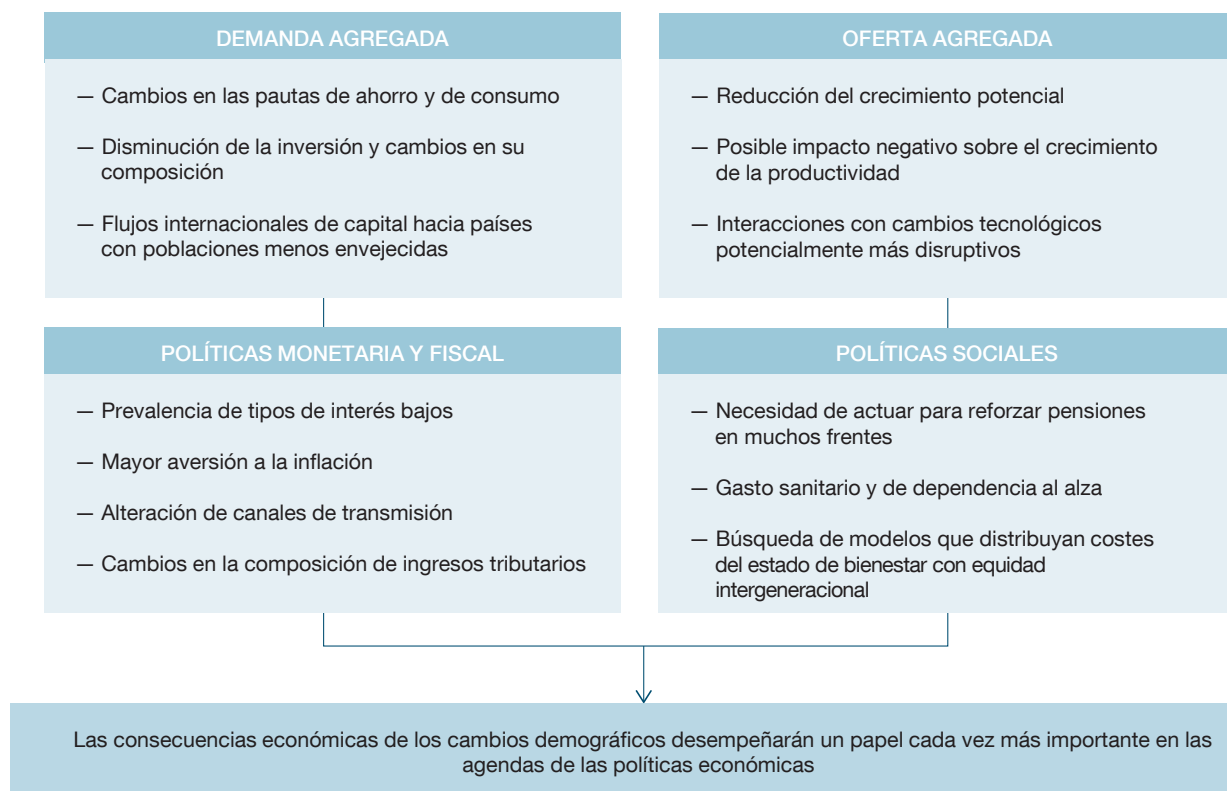 DEMANDA AGREGADA
— Cambios en las pautas de ahorro y de consumo
— Disminución de la inversión y cambios en su
composición
— Flujos internacionales de capital hacia países
con poblaciones menos envejecidas
OFERTA AGREGADA
— Reducción del crecimiento potencial
— Posible impacto negativo sobre el crecimiento
de la productividad
— Interacciones con cambios tecnológicos
potencialmente más disruptivos
POLÍTICAS MONETARIA Y FISCAL
— Prevalencia de tipos de interés bajos
— Mayor aversión a la inflación
— Alteración de canales de transmisión
— Cambios en la composición de ingresos tributarios
POLÍTICAS SOCIALES
— Necesidad de actuar para reforzar pensiones
en muchos frentes
— Gasto sanitario y de dependencia al alza
— Búsqueda de modelos que distribuyan costes
del estado de bienestar con equidad
intergeneracional
Las consecuencias económicas de los cambios demográficos desempeñarán un papel cada vez más importante en las
agendas de las políticas económicas